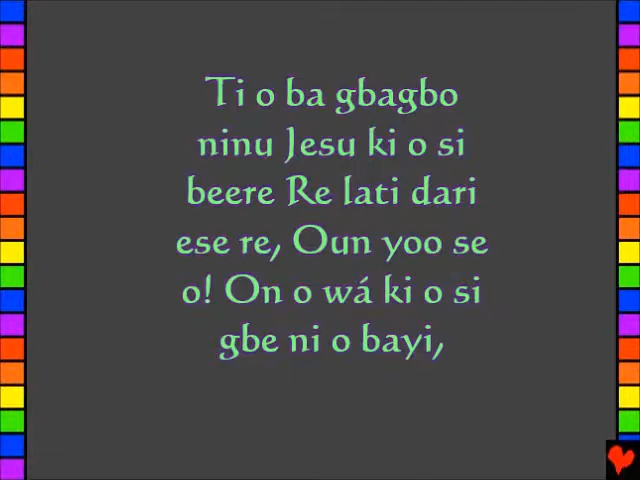 Ti o ba gbagbo
ninu Jesu ki o si
beere Re lati dari
ese re, Oun yoo se
o! On o wá ki o si
gbe ni o bayi,